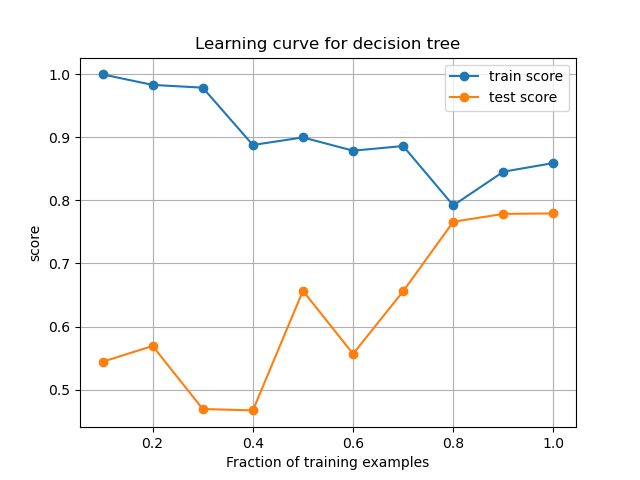 Learning curve for decision tree
train score
test score
1.0
0.9
0.8
0.7
0.6
0.5
score
0.2
0.4
0.6
0.8
1.0
Fraction of training examples